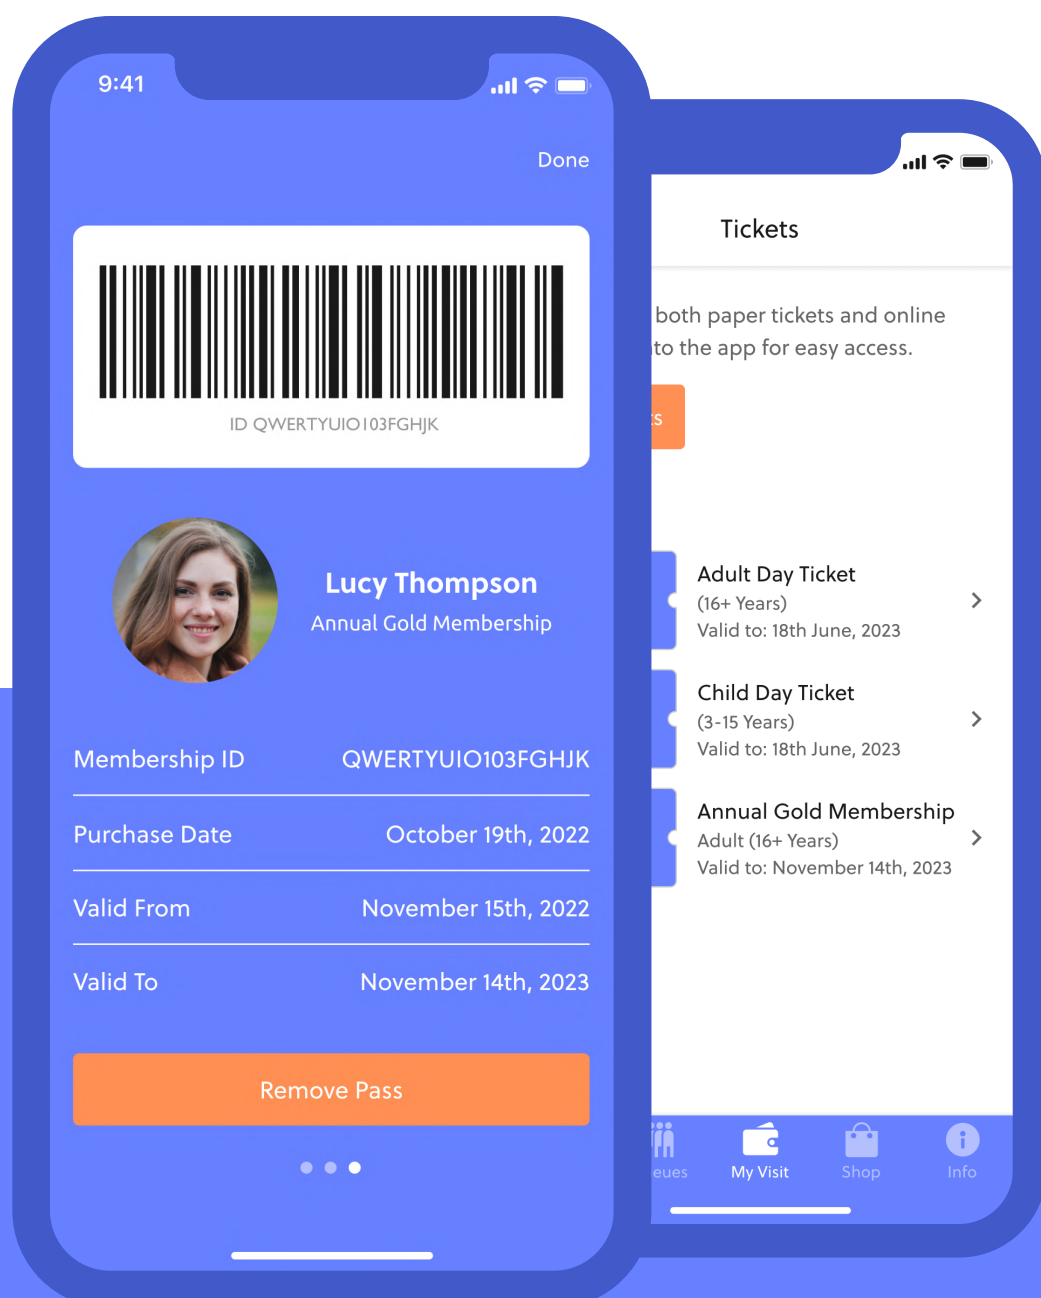 9:41
Done
ID QWERTYUIO103FGHJK
Lucy Thompson
Annual Gold Membership
Membership ID QWERTYUIO103FGHJK
Purchase Date October 19th, 2022
Valid From November 15th, 2022
Valid To November 14th, 2023
Remove Pass
Tickets
both paper tickets and online
to the app for easy access.
Adult Day Ticket
(16+ Years)
Valid to: 18th June, 2023
Child Day Ticket
(3-15 Years)
Valid to: 18th June, 2023
Annual Gold Membership
Adult (16+ Years)
Valid to: November 14th, 2023
My Visit Shop Info